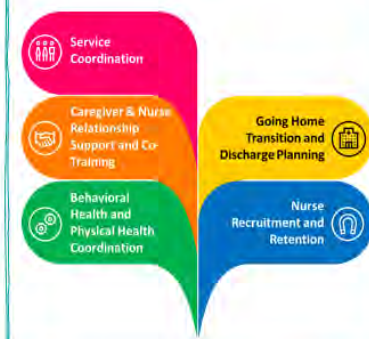 Service
Coordination
Caregiver & Nurse
Relationship
Support and Co-
Training
Going Home
Transition and
Discharge Planning
Behavioral
Health and
Physical Health
Coordination
Nurse
Recruitment and
Retention